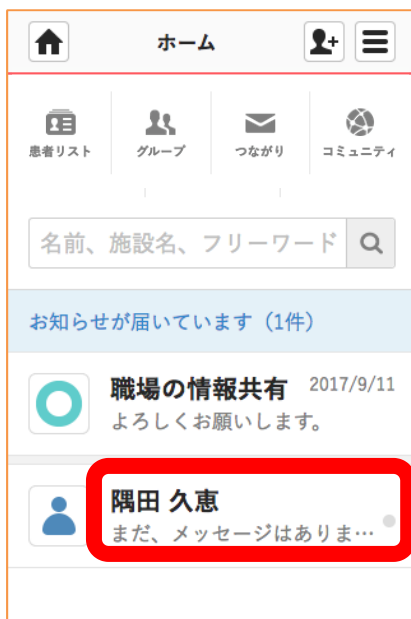 ホーム
患者リスト グループ つながり コミュニティ
名前、施設名、フリーワード
お知らせが届いています（1件）
職場の情報共有 2017/9/11
よろしくお願いします。
隅田 久恵
まだ、メッセージはありま…